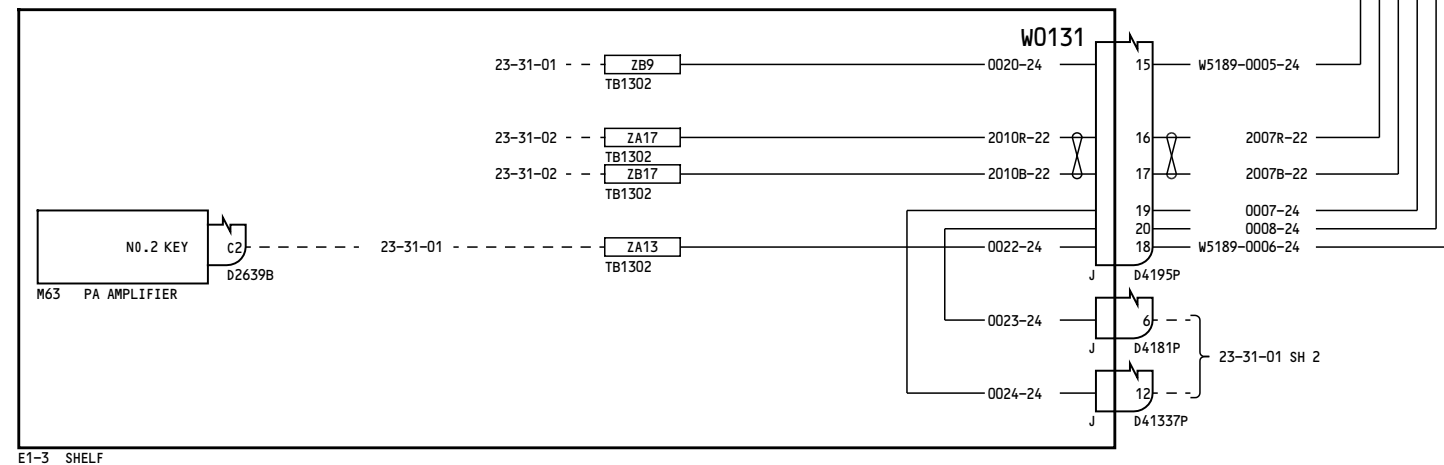 W0131
23-31-01 ZB9 0020-24 15 W5189-0005-24
TB1302
23-31-02 ZA17 2010R-22 16 2007R-22
TB1302
23-31-02 ZB17 2010B-22 17 2007B-22
TB1302
19 0007-24
20 0008-24
NO.2 KEY C2 23-31-01 ZA13 0022-24 18 W5189-0006-24
D2639B TB1302 J D4195P
M63 PA AMPLIFIER
0023-24 6
J D4181P
23-31-01 SH 2
0024-24 12
J D41337P
E1-3 SHELF